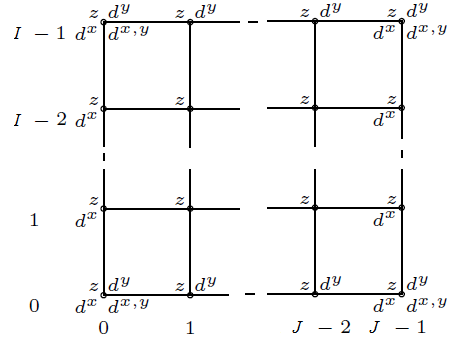 z d^y z d^y z d^y z d^y
I − 1 d^x d^{x,y} d^x d^{x,y}
z z z z
I − 2 d^x d^x
z z z z
1 d^x d^x
z d^y z d^y z d^y z d^y
0 d^x d^{x,y} d^x d^{x,y}
0 1 J − 2 J − 1